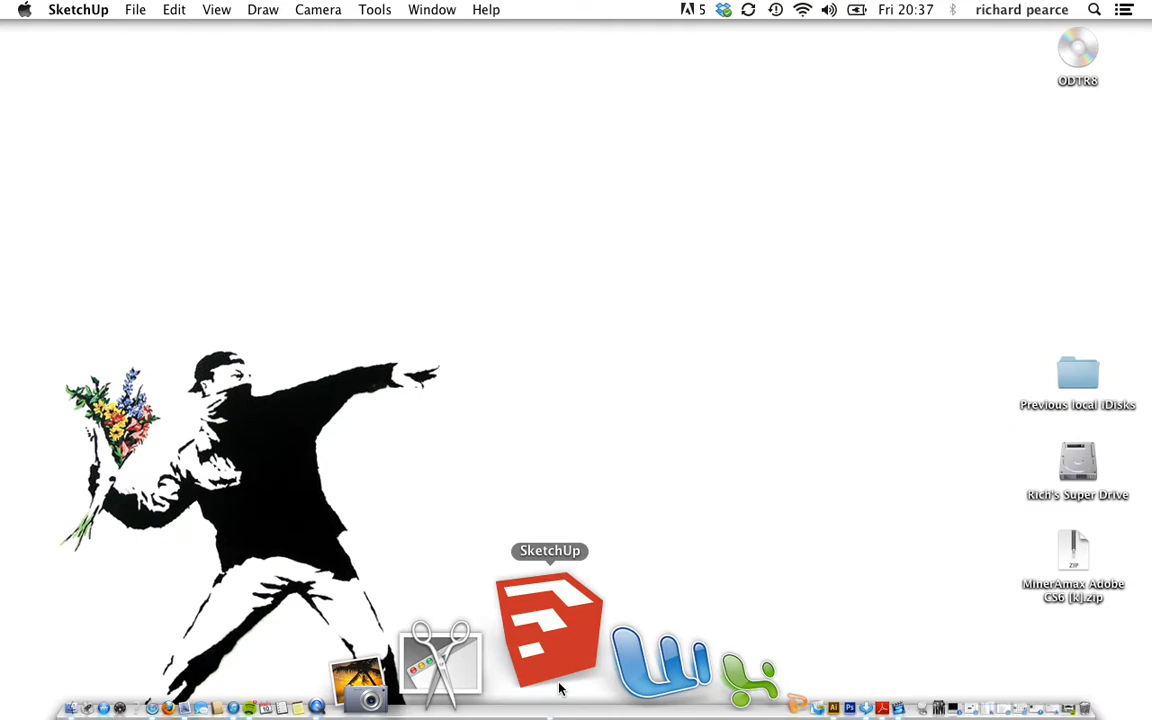 SketchUp File Edit View Draw Camera Tools Window Help 5 Fri 20:37 richard pearce
ODTR8
Previous local iDisks
Rich's Super Drive
ZIP
MinerAmax Adobe
CS6 [k].zip
SketchUp